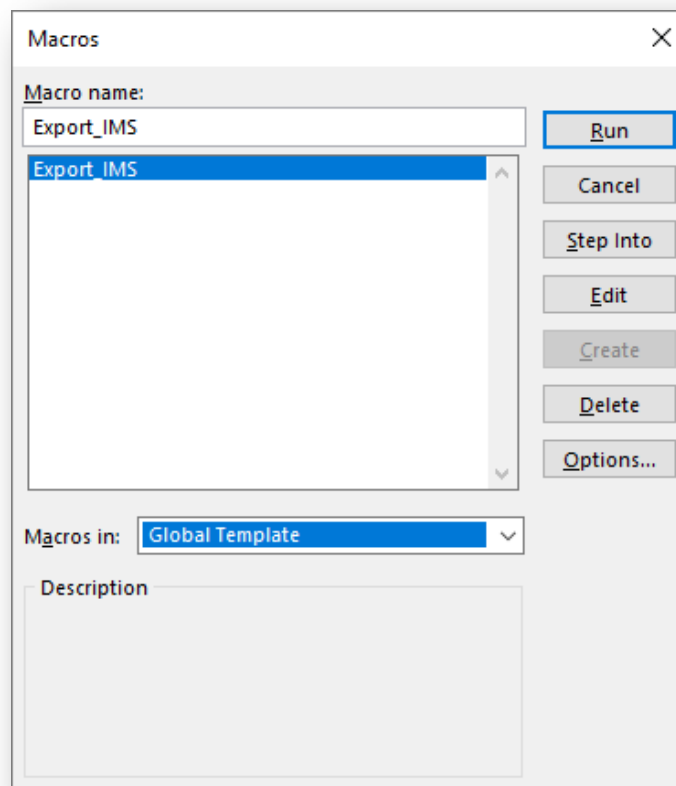 Macros
Macro name:
Export_IMS
Run
Export_IMS
Cancel
Step Into
Edit
Create
Delete
Options...
Macros in: Global Template
Description